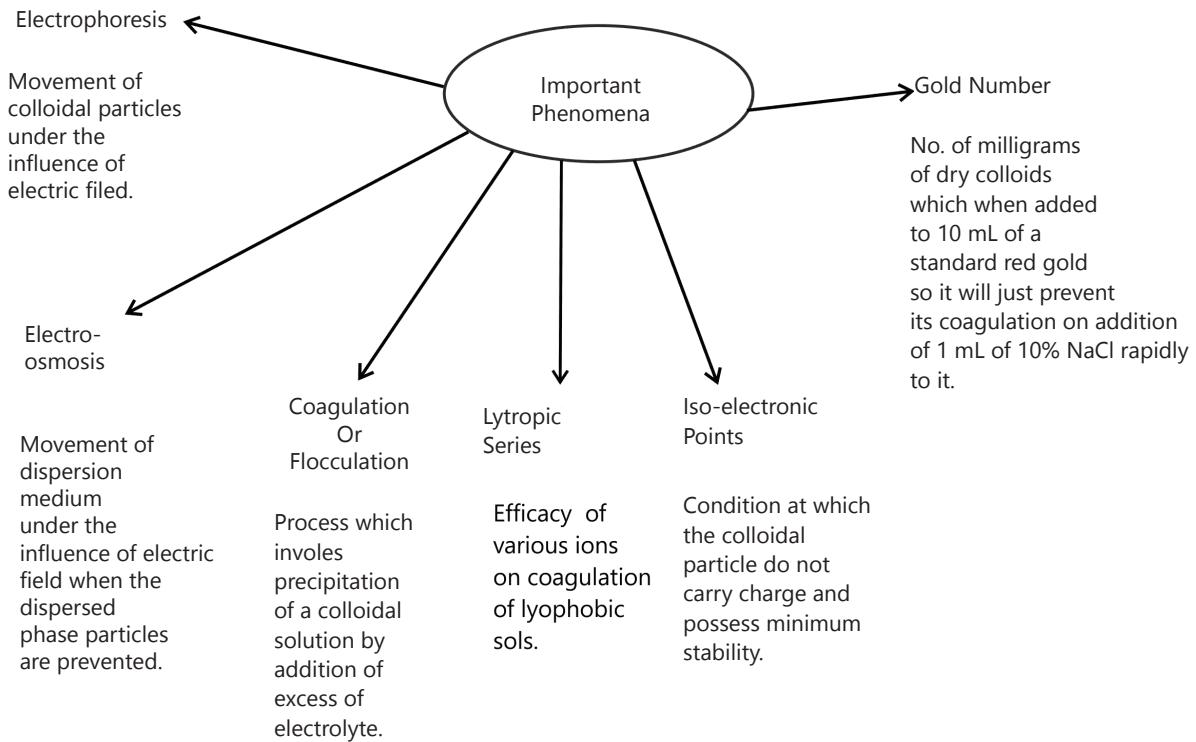 Electrophoresis
Movement of
colloidal particles
under the
influence of
electric filed.
Important
Phenomena
Gold Number
No. of milligrams
of dry colloids
which when added
to 10 mL of a
standard red gold
so it will just prevent
its coagulation on addition
of 1 mL of 10% NaCl rapidly
to it.
Electro-
osmosis
Movement of
dispersion
medium
under the
influence of electric
field when the
dispersed
phase particles
are prevented.
Coagulation
Or
Flocculation
Process which
involes
precipitation
of a colloidal
solution by
addition of
excess of
electrolyte.
Lytropic
Series
Efficacy of
various ions
on coagulation
of lyophobic
sols.
Iso-electronic
Points
Condition at which
the colloidal
particle do not
carry charge and
possess minimum
stability.